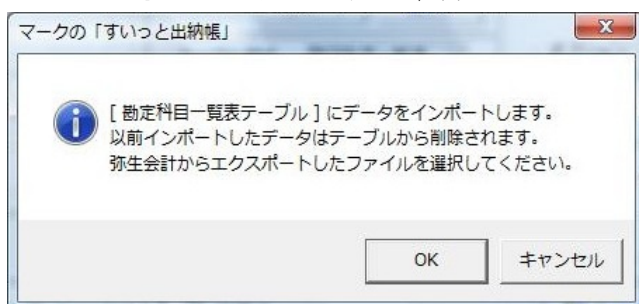 マークの「すいっと出納帳」
[ 勘定科目一覧表テーブル ] にデータをインポートします。
以前インポートしたデータはテーブルから削除されます。
弥生会計からエクスポートしたファイルを選択してください。
OK
キャンセル